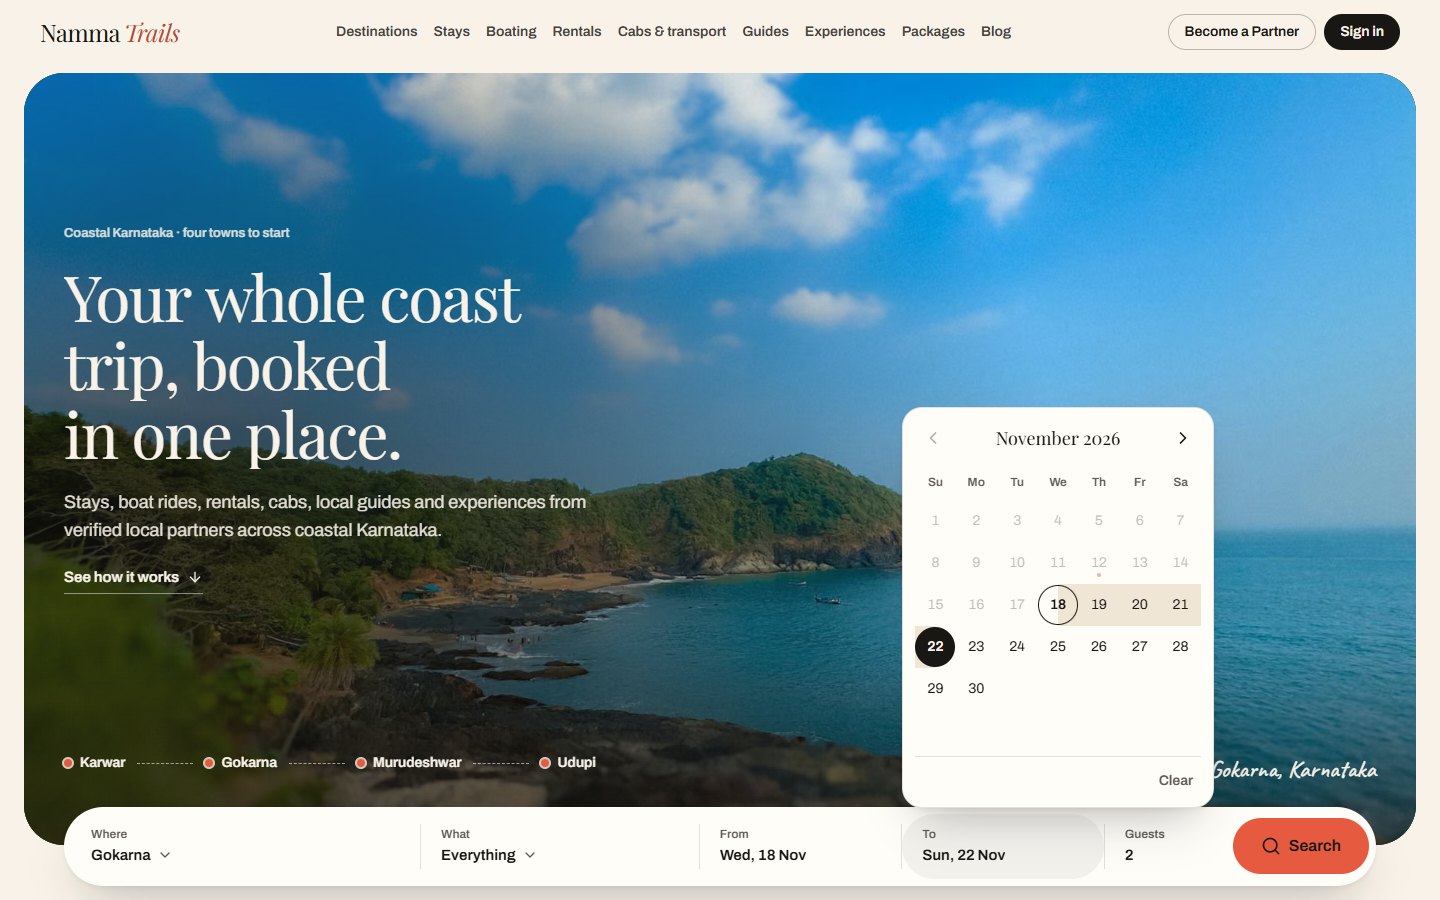 Namma Trails
Destinations Stays Boating Rentals Cabs & transport Guides Experiences Packages Blog
Become a Partner
Sign in
Coastal Karnataka · four towns to start
Your whole coast
trip, booked
in one place.
Stays, boat rides, rentals, cabs, local guides and experiences from
verified local partners across coastal Karnataka.
See how it works
Karwar Gokarna Murudeshwar Udupi
November 2026
Su Mo Tu We Th Fr Sa
1 2 3 4 5 6 7
8 9 10 11 12 13 14
15 16 17 18 19 20 21
22 23 24 25 26 27 28
29 30
Clear
Gokarna, Karnataka
Where
Gokarna
What
Everything
From
Wed, 18 Nov
To
Sun, 22 Nov
Guests
2
Search